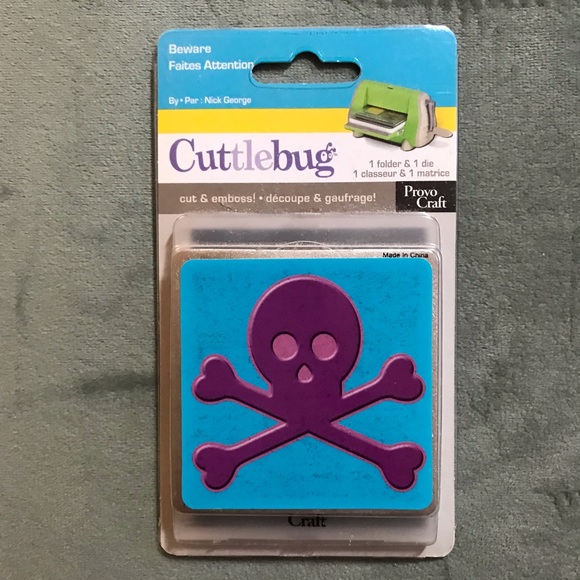 Beware
Faites Attention
By • Par : Nick George
Cuttlebug
1 folder & 1 die
1 classeur & 1 matrice
cut & emboss! • découpe & gaufrage!
Provo
Craft
Made in China
Craft